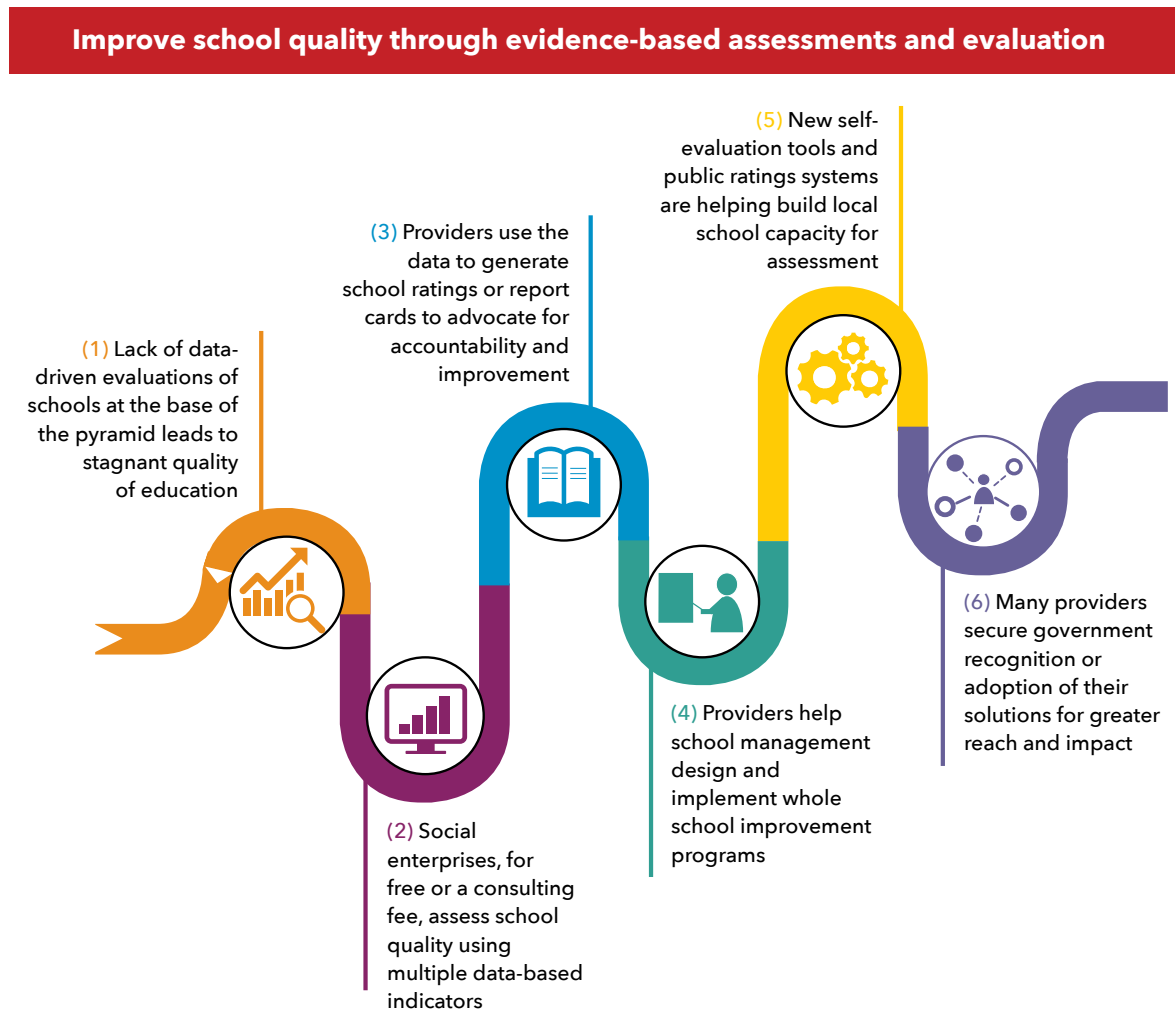 Improve school quality through evidence-based assessments and evaluation
(1) Lack of data-
driven evaluations of
schools at the base of
the pyramid leads to
stagnant quality
of education
(2) Social
enterprises, for
free or a consulting
fee, assess school
quality using
multiple data-based
indicators
(3) Providers use the
data to generate
school ratings or report
cards to advocate for
accountability and
improvement
(4) Providers help
school management
design and
implement whole
school improvement
programs
(5) New self-
evaluation tools and
public ratings systems
are helping build local
school capacity for
assessment
(6) Many providers
secure government
recognition or
adoption of their
solutions for greater
reach and impact